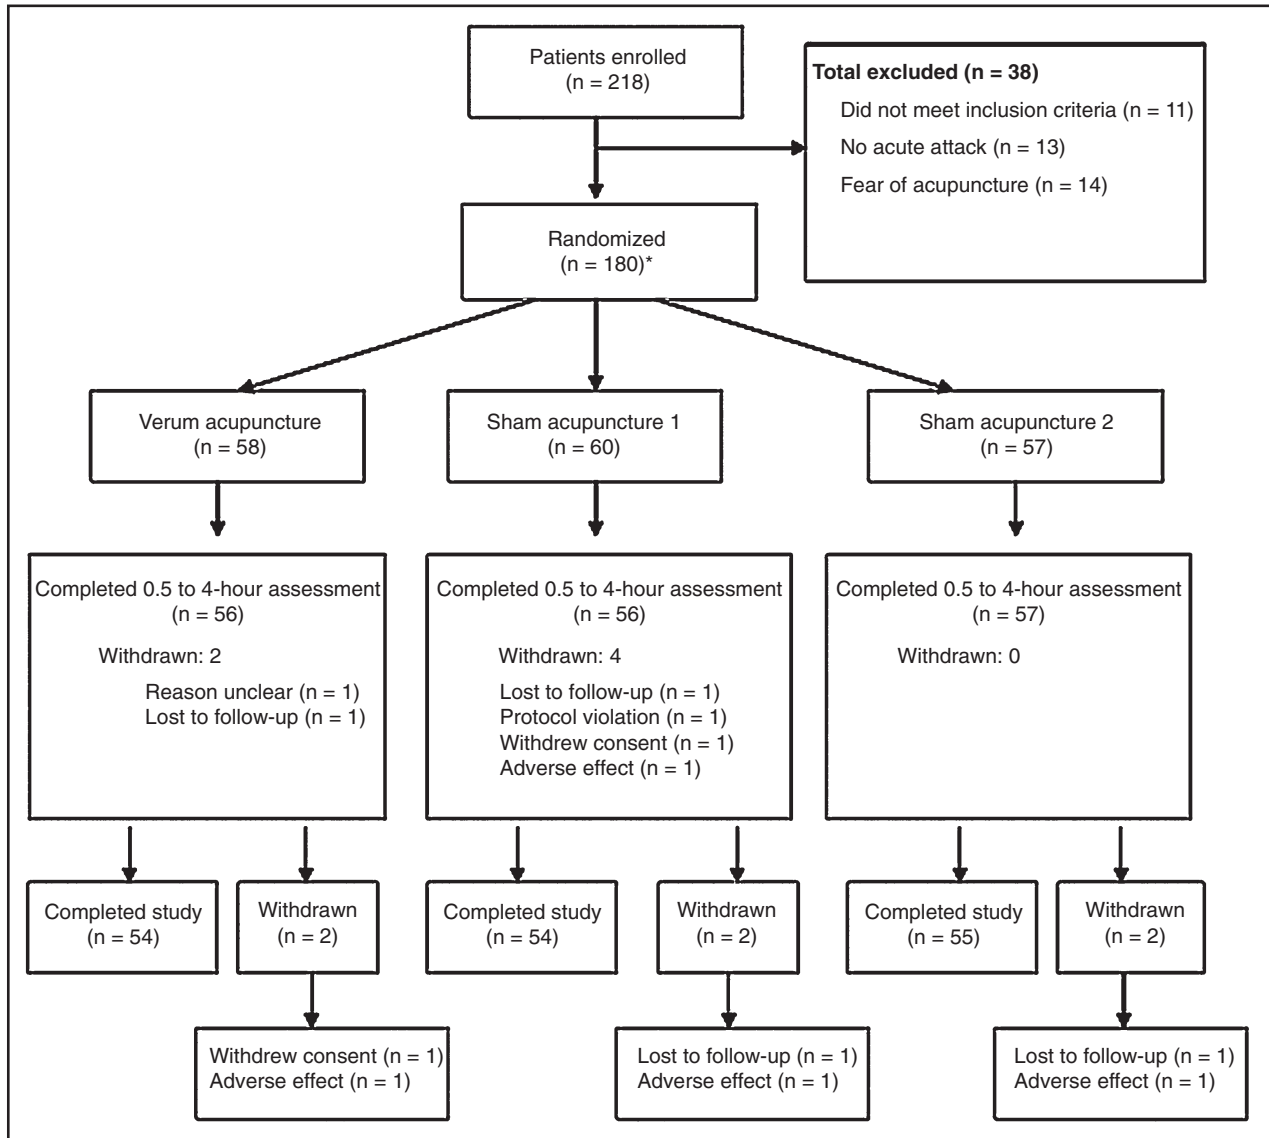 Patients enrolled
(n = 218)
Total excluded (n = 38)
Did not meet inclusion criteria (n = 11)
No acute attack (n = 13)
Fear of acupuncture (n = 14)
Randomized
(n = 180)*
Verum acupuncture
(n = 58)
Sham acupuncture 1
(n = 60)
Sham acupuncture 2
(n = 57)
Completed 0.5 to 4-hour assessment
(n = 56)
Withdrawn: 2
Reason unclear (n = 1)
Lost to follow-up (n = 1)
Completed 0.5 to 4-hour assessment
(n = 56)
Withdrawn: 4
Lost to follow-up (n = 1)
Protocol violation (n = 1)
Withdrew consent (n = 1)
Adverse effect (n = 1)
Completed 0.5 to 4-hour assessment
(n = 57)
Withdrawn: 0
Completed study
(n = 54)
Withdrawn
(n = 2)
Completed study
(n = 54)
Withdrawn
(n = 2)
Completed study
(n = 55)
Withdrawn
(n = 2)
Withdrew consent (n = 1)
Adverse effect (n = 1)
Lost to follow-up (n = 1)
Adverse effect (n = 1)
Lost to follow-up (n = 1)
Adverse effect (n = 1)